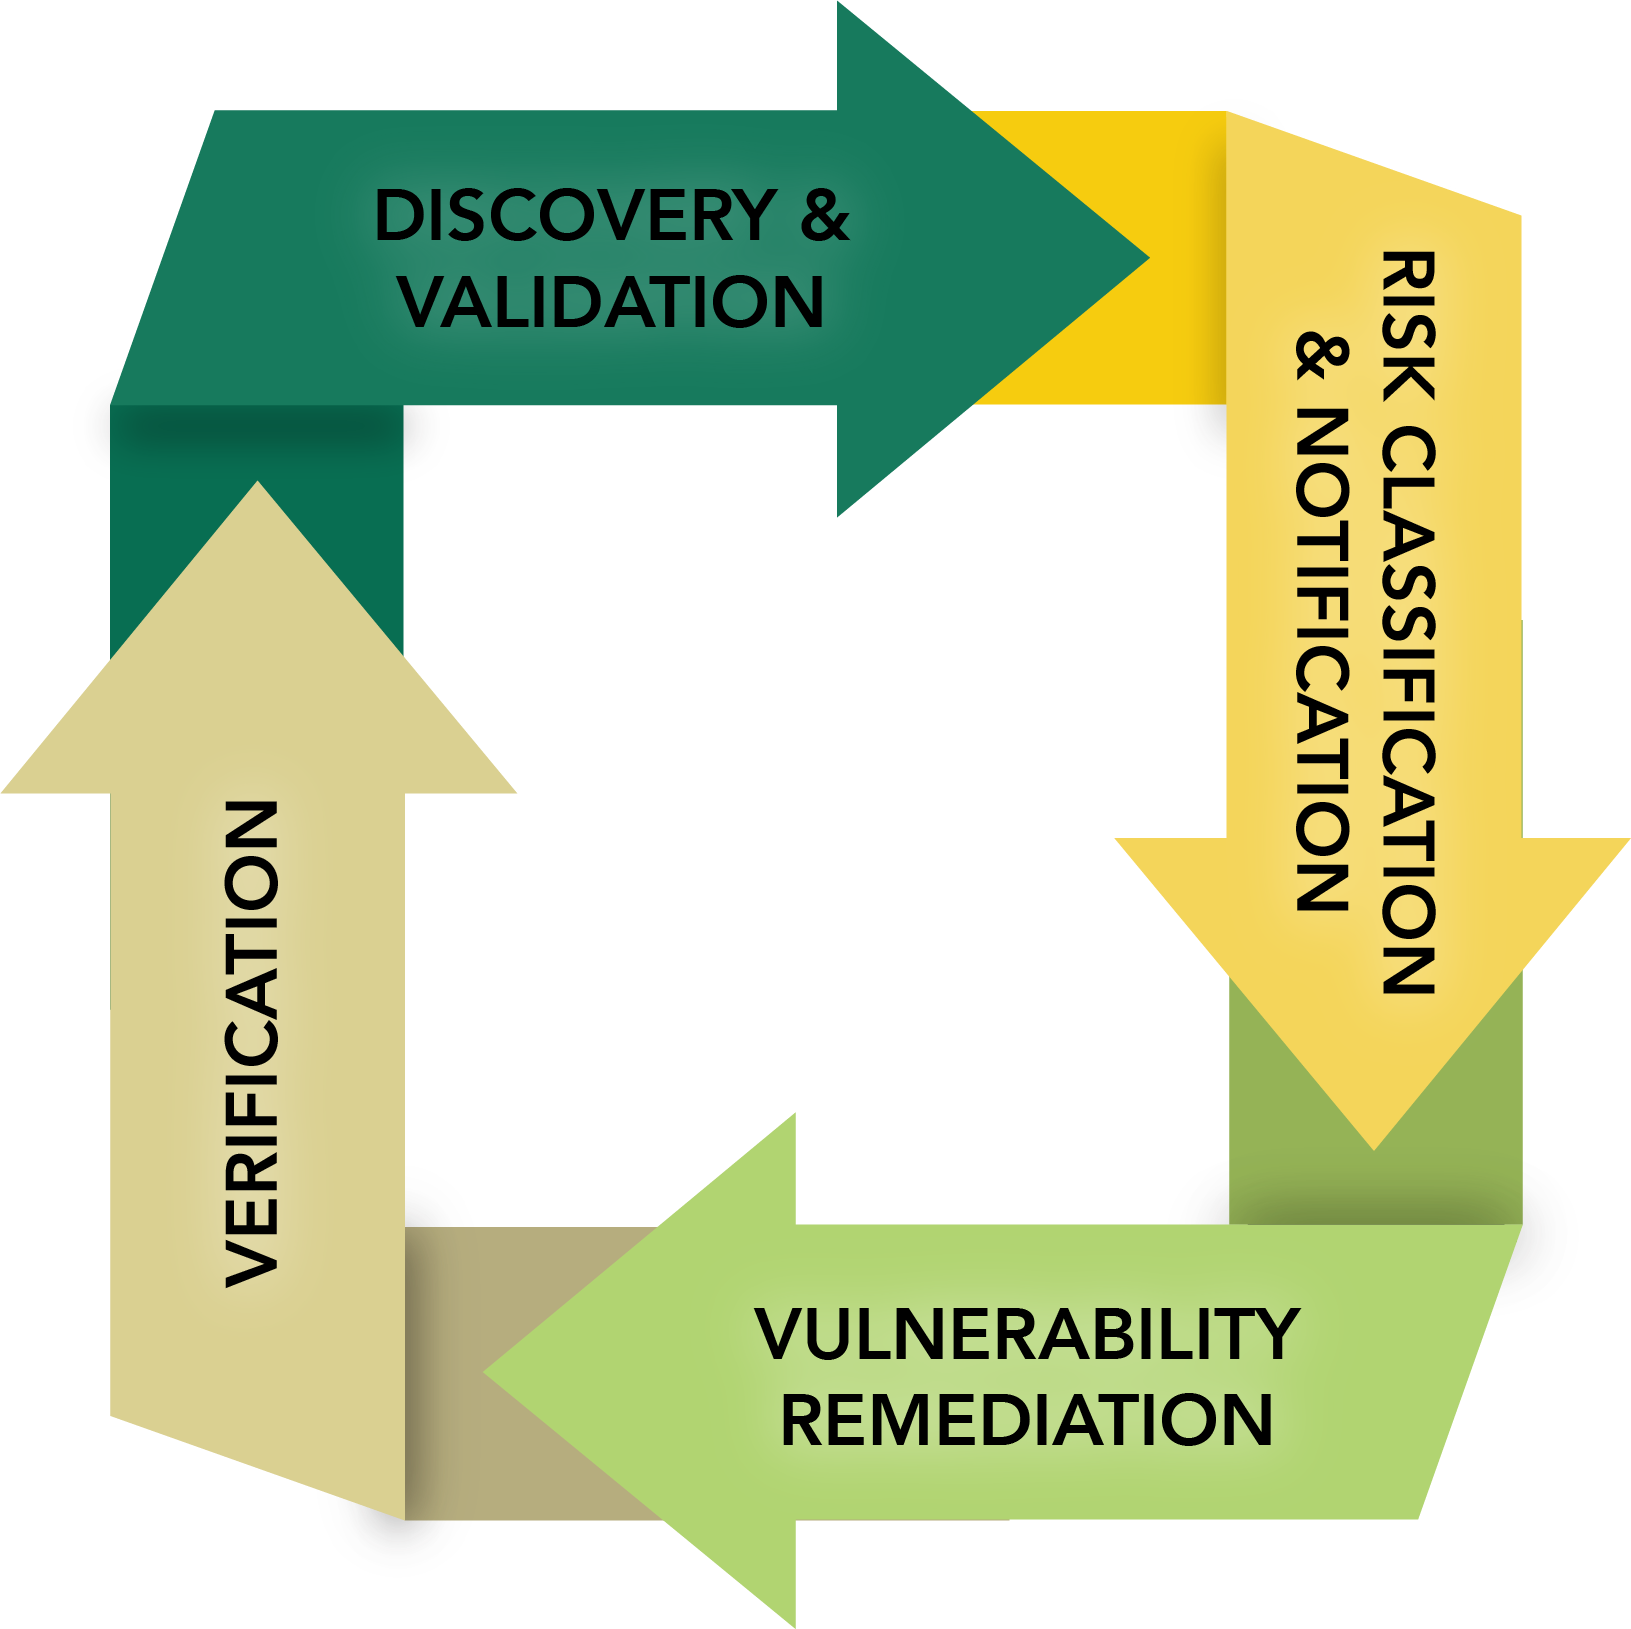 DISCOVERY &
VALIDATION
RISK CLASSIFICATION
& NOTIFICATION
VULNERABILITY
REMEDIATION
VERIFICATION